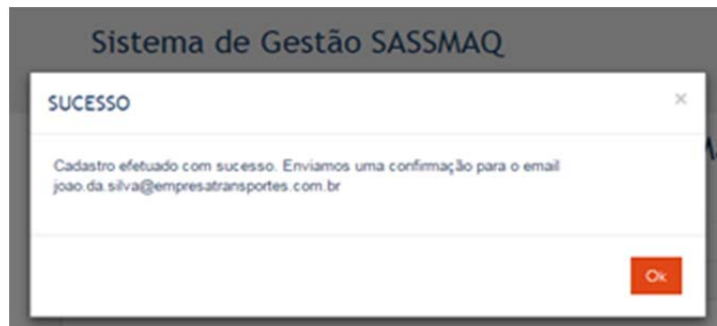 Sistema de Gestão SASSMAQ
SUCESSO
×
Cadastro efetuado com sucesso. Enviamos uma confirmação para o email
joao.da.silva@empresatransportes.com.br
Ok